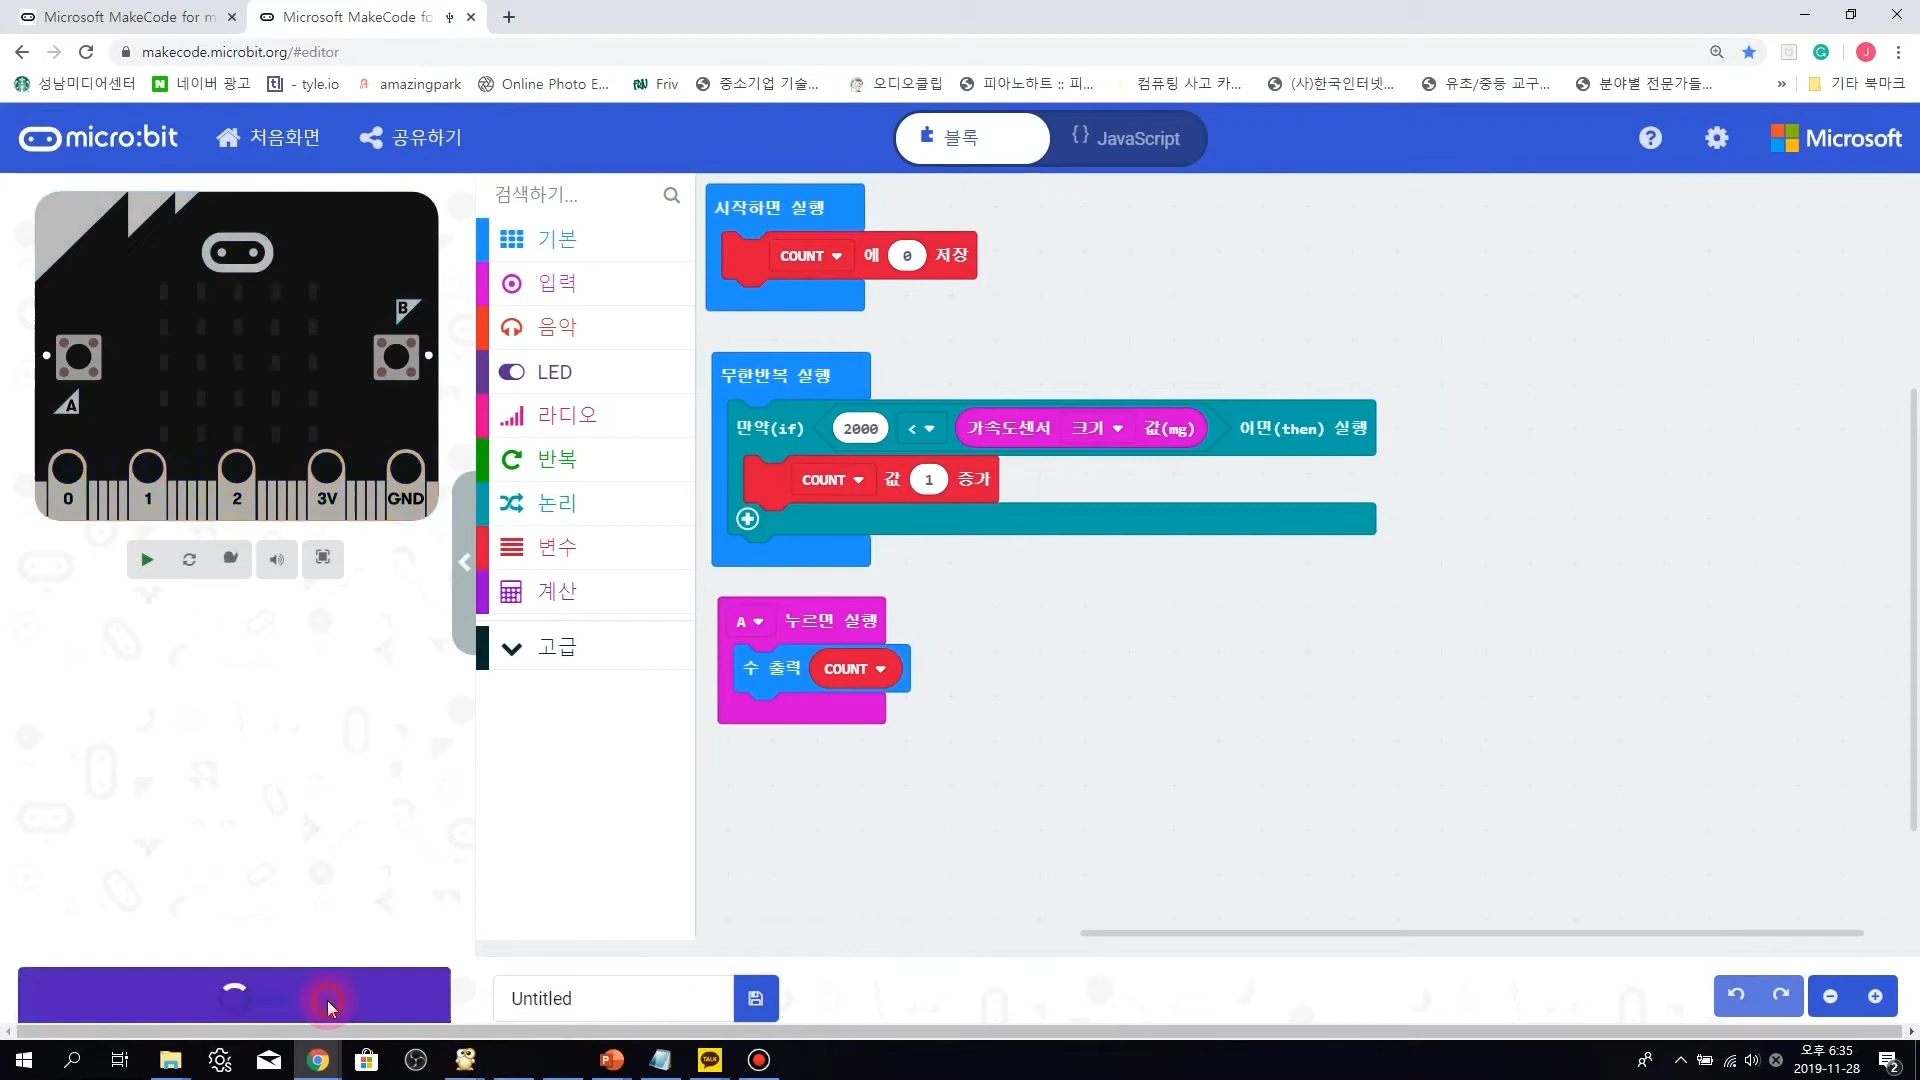 Microsoft MakeCode for m
Microsoft MakeCode fo
makecode.microbit.org/#editor
J
성남미디어센터
네이버 광고
- tyle.io
amazingpark
Online Photo E...
Friv
중소기업 기술...
오디오클립
피아노하트 :: 피...
컴퓨팅 사고 카...
(사)한국인터넷...
유초/중등 교구...
분야별 전문가들...
»
기타 북마크
micro:bit
처음화면
공유하기
블록
{} JavaScript
Microsoft
검색하기...
기본
입력
음악
LED
라디오
반복
논리
변수
계산
고급
A
B
0 1 2 3V GND
시작하면 실행
COUNT 에 0 저장
무한반복 실행
만약(if) 2000 < 가속도센서 크기 값(mg) 이면(then) 실행
COUNT 값 1 증가
A 누르면 실행
수 출력 COUNT
Untitled
TALK
오후 6:35
2019-11-28
2